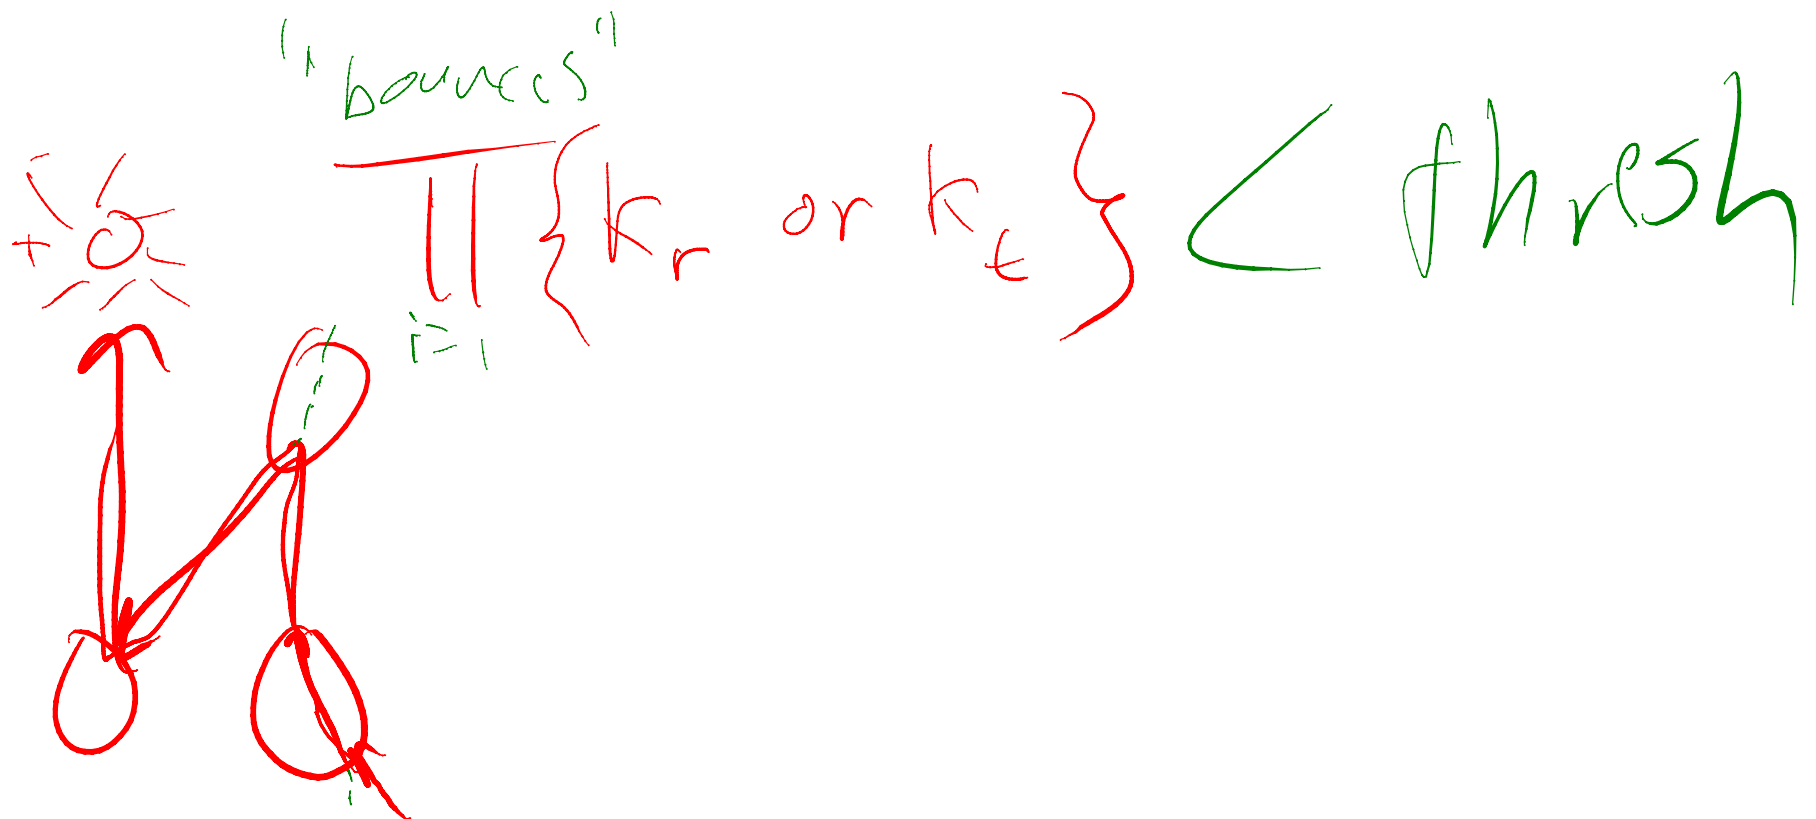 "bounces"
∏ { kr or kt } < thresh
i=1